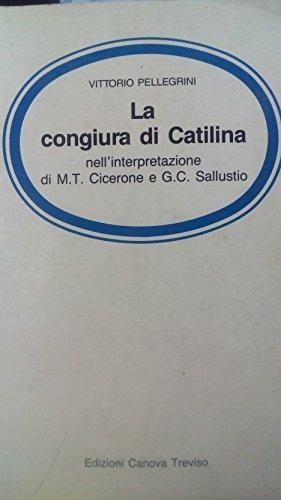 VITTORIO PELLEGRINI
La
congiura di Catilina
nell'interpretazione
di M.T. Cicerone e G.C. Sallustio
Edizioni Canova Treviso